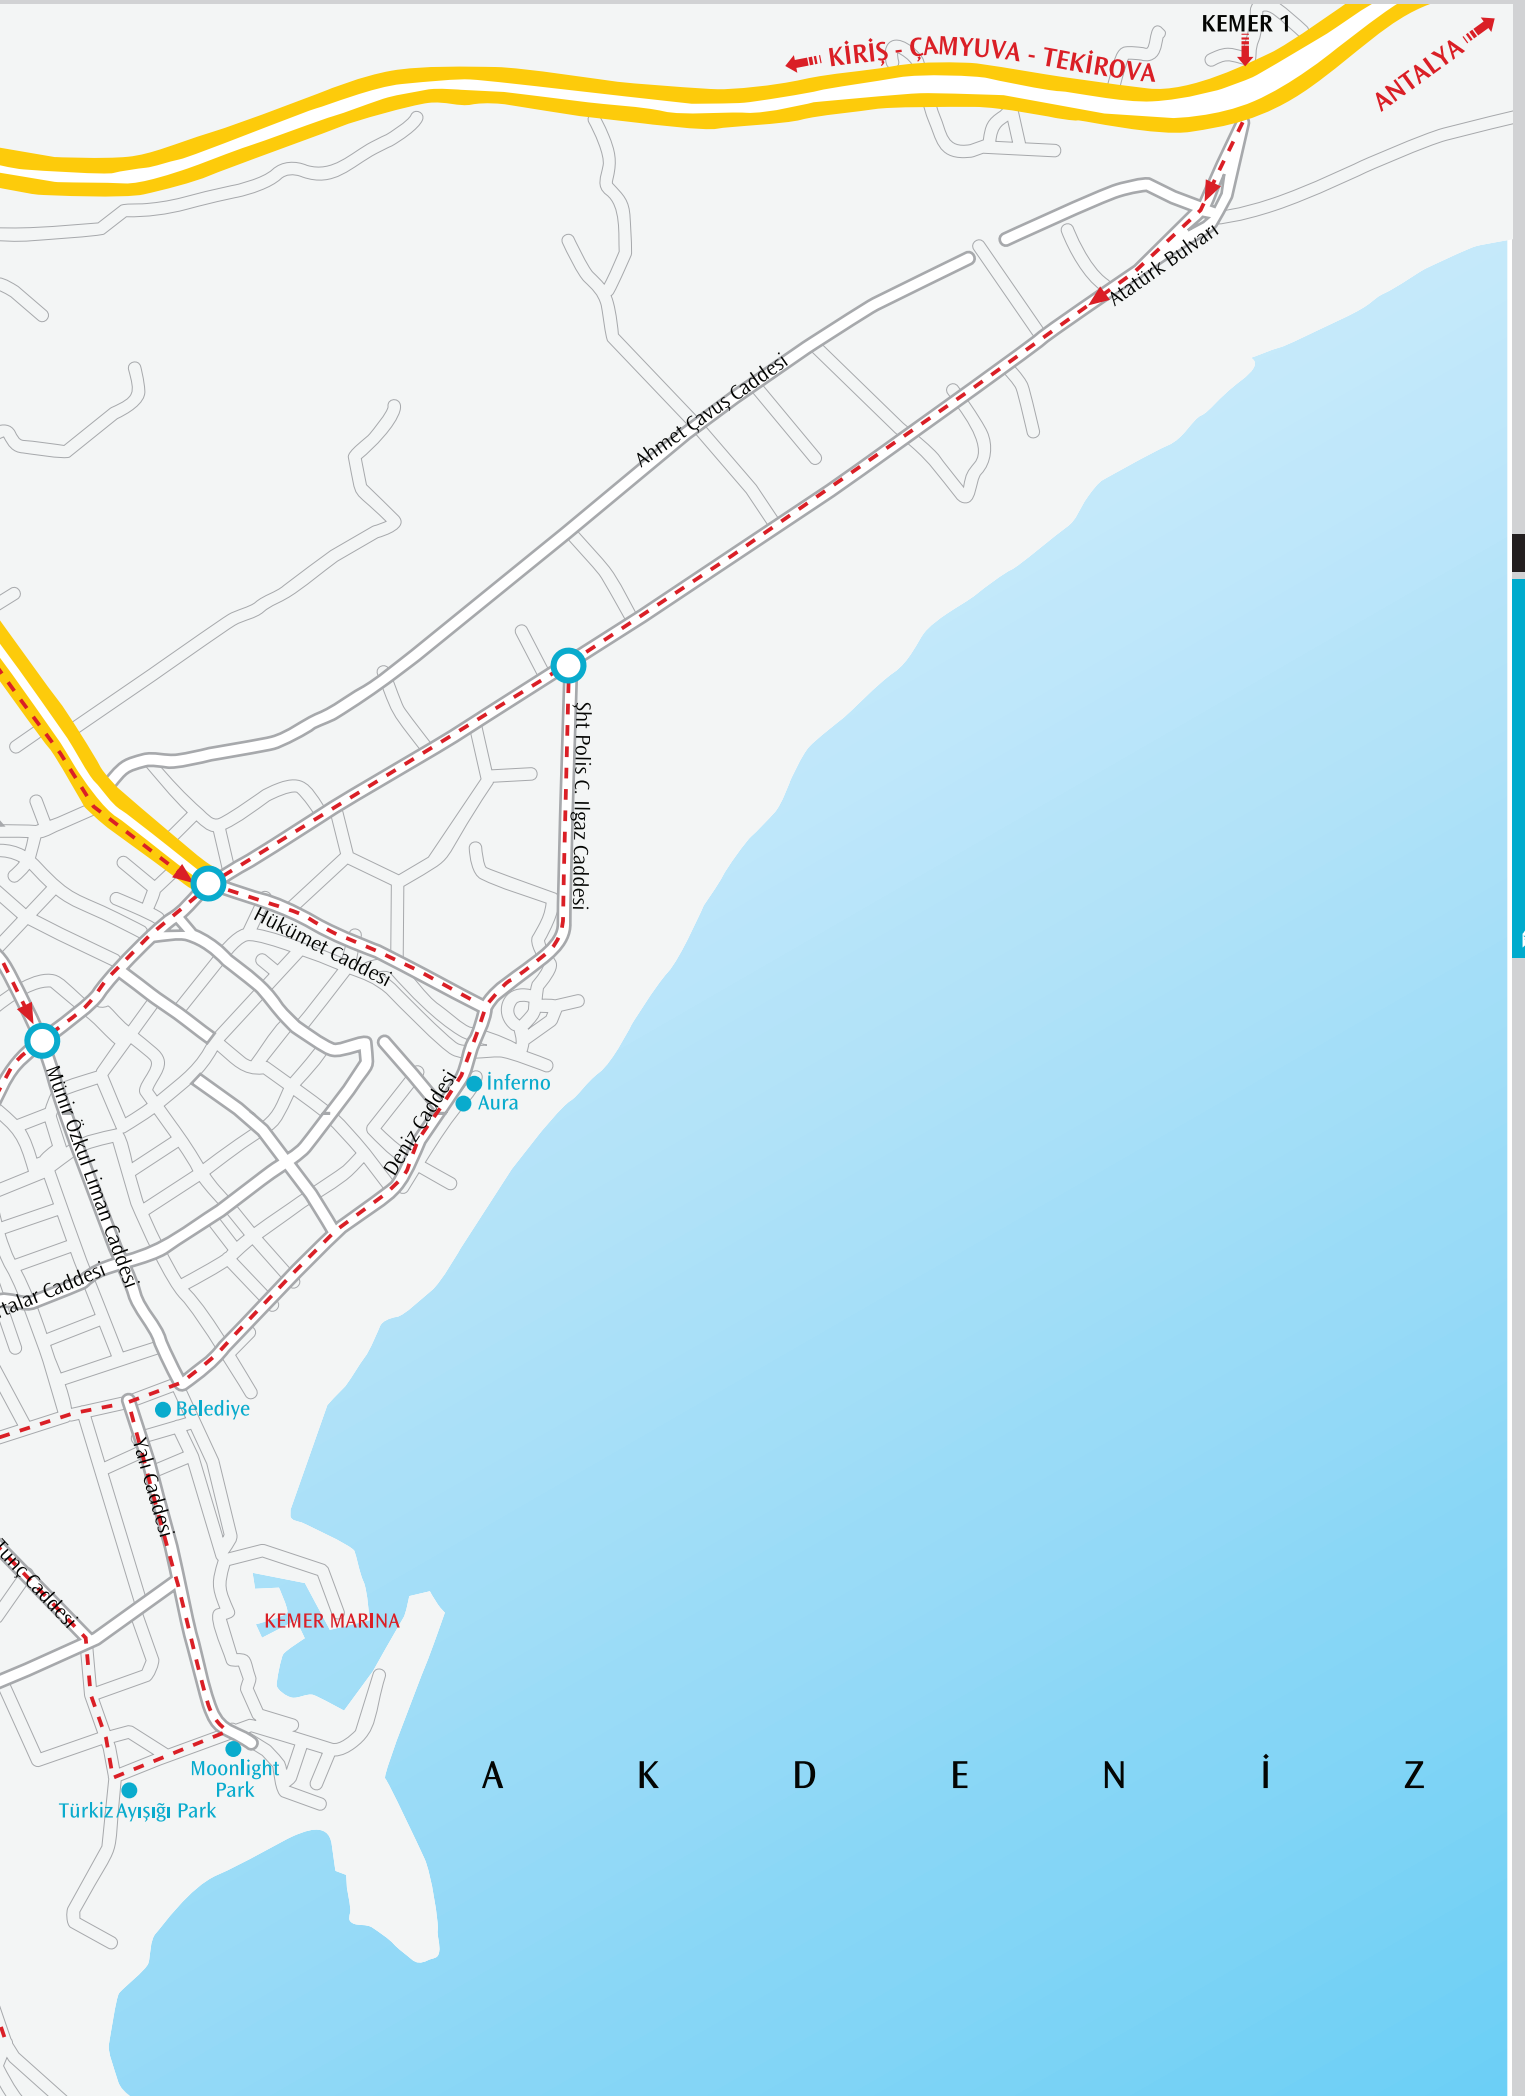 KEMER 1
KİRİŞ - ÇAMYUVA - TEKİROVA
ANTALYA
Atatürk Bulvarı
Ahmet Çavuş Caddesi
Şht Polis C. Ilgaz Caddesi
Hükümet Caddesi
İnferno
Aura
Deniz Caddesi
Münir Özkul Liman Caddesi
rtalar Caddesi
Belediye
Yalı Caddesi
Tunç Caddesi
KEMER MARINA
Moonlight
Park
Türkiz Ayışığı Park
A K D E N İ Z